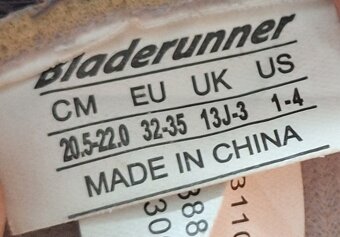 Bladerunner
CM EU UK US
20.5-22.0 32-35 13J-3 1-4
MADE IN CHINA